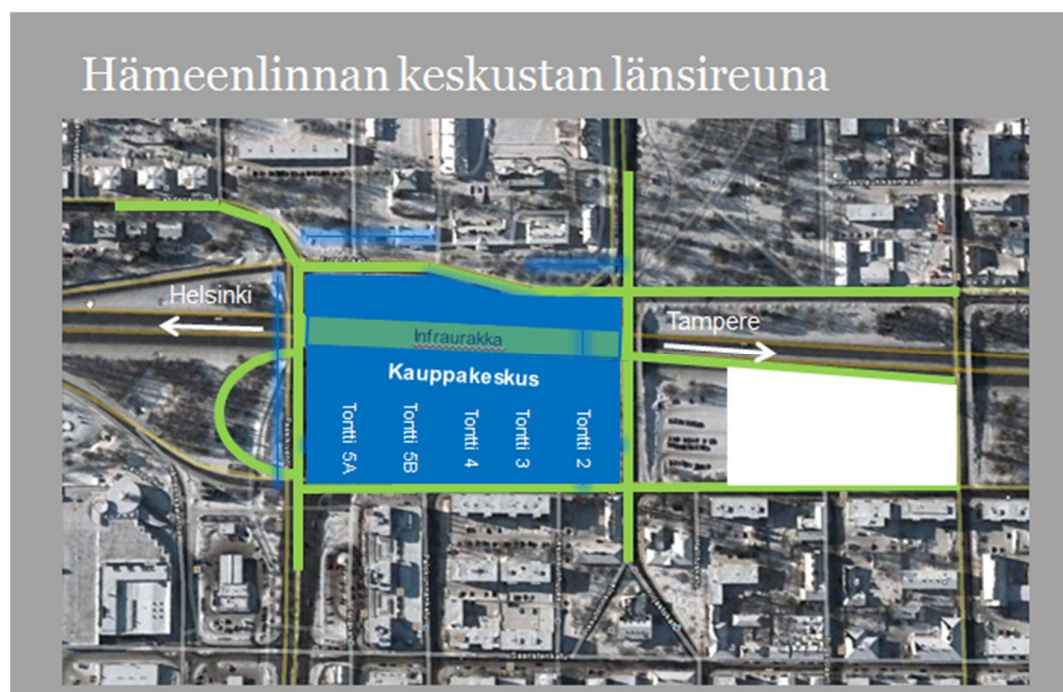 Hämeenlinnan keskustan länsireuna
Helsinki
Tampere
Infraurakka
Kauppakeskus
Tontti 5A
Tontti 5B
Tontti 4
Tontti 3
Tontti 2